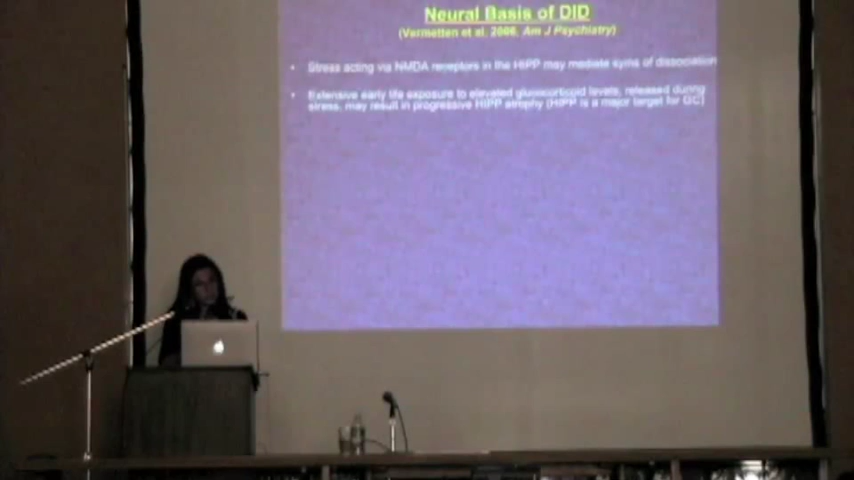 Neural Basis of DID
(Vermetten et al. 2006, Am J Psychiatry)
• Stress acting via NMDA receptors in the HIPP may mediate syms of dissociation
• Extensive early life exposure to elevated glucocorticoid levels, released during
stress, may result in progressive HIPP atrophy (HIPP is a major target for GC)